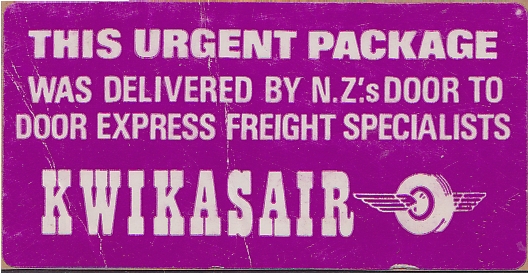 THIS URGENT PACKAGE
WAS DELIVERED BY N.Z.'s DOOR TO
DOOR EXPRESS FREIGHT SPECIALISTS
KWIKASAIR